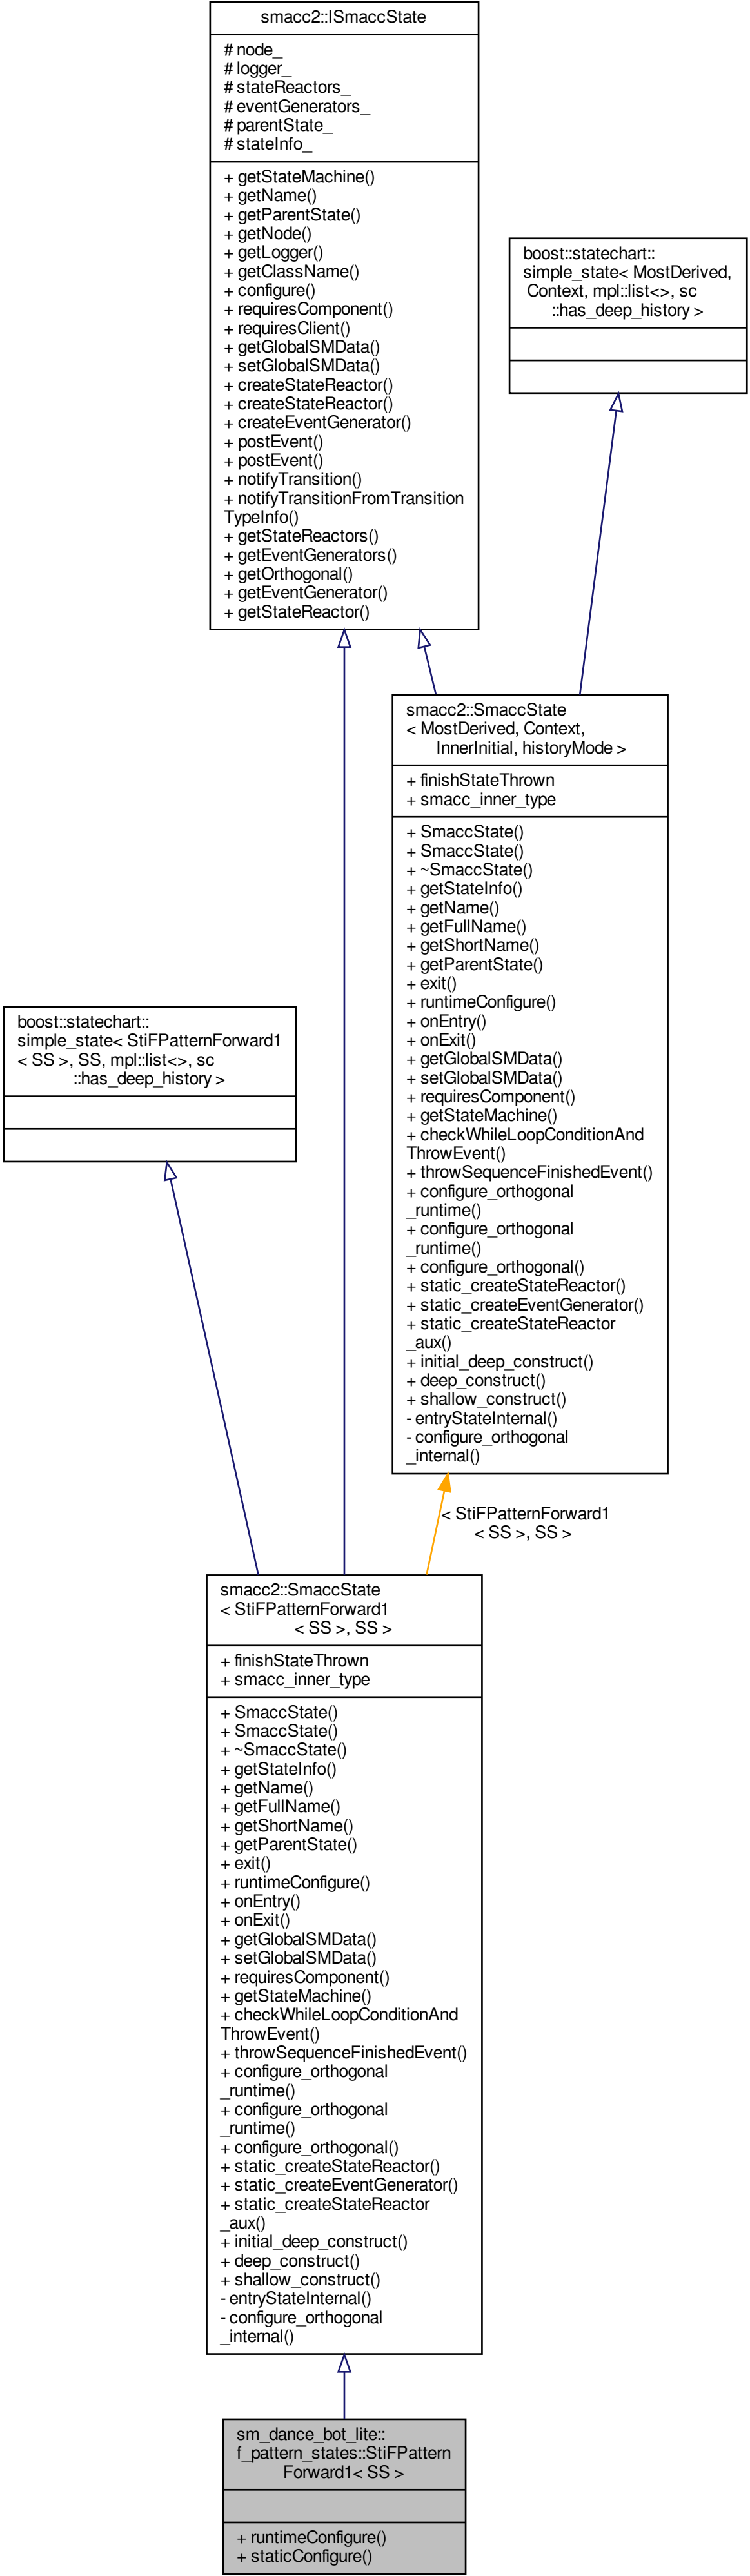 smacc2::ISmaccState
# node_
# logger_
# stateReactors_
# eventGenerators_
# parentState_
# stateInfo_
+ getStateMachine()
+ getName()
+ getParentState()
+ getNode()
+ getLogger()
+ getClassName()
+ configure()
+ requiresComponent()
+ requiresClient()
+ getGlobalSMData()
+ setGlobalSMData()
+ createStateReactor()
+ createStateReactor()
+ createEventGenerator()
+ postEvent()
+ postEvent()
+ notifyTransition()
+ notifyTransitionFromTransition
TypeInfo()
+ getStateReactors()
+ getEventGenerators()
+ getOrthogonal()
+ getEventGenerator()
+ getStateReactor()
boost::statechart::
simple_state< MostDerived,
Context, mpl::list<>, sc
::has_deep_history >
smacc2::SmaccState
< MostDerived, Context,
InnerInitial, historyMode >
+ finishStateThrown
+ smacc_inner_type
+ SmaccState()
+ SmaccState()
+ ~SmaccState()
+ getStateInfo()
+ getName()
+ getFullName()
+ getShortName()
+ getParentState()
+ exit()
+ runtimeConfigure()
+ onEntry()
+ onExit()
+ getGlobalSMData()
+ setGlobalSMData()
+ requiresComponent()
+ getStateMachine()
+ checkWhileLoopConditionAnd
ThrowEvent()
+ throwSequenceFinishedEvent()
+ configure_orthogonal
_runtime()
+ configure_orthogonal
_runtime()
+ configure_orthogonal()
+ static_createStateReactor()
+ static_createEventGenerator()
+ static_createStateReactor
_aux()
+ initial_deep_construct()
+ deep_construct()
+ shallow_construct()
- entryStateInternal()
- configure_orthogonal
_internal()
boost::statechart::
simple_state< StiFPatternForward1
< SS >, SS, mpl::list<>, sc
::has_deep_history >
< StiFPatternForward1
< SS >, SS >
smacc2::SmaccState
< StiFPatternForward1
< SS >, SS >
+ finishStateThrown
+ smacc_inner_type
+ SmaccState()
+ SmaccState()
+ ~SmaccState()
+ getStateInfo()
+ getName()
+ getFullName()
+ getShortName()
+ getParentState()
+ exit()
+ runtimeConfigure()
+ onEntry()
+ onExit()
+ getGlobalSMData()
+ setGlobalSMData()
+ requiresComponent()
+ getStateMachine()
+ checkWhileLoopConditionAnd
ThrowEvent()
+ throwSequenceFinishedEvent()
+ configure_orthogonal
_runtime()
+ configure_orthogonal
_runtime()
+ configure_orthogonal()
+ static_createStateReactor()
+ static_createEventGenerator()
+ static_createStateReactor
_aux()
+ initial_deep_construct()
+ deep_construct()
+ shallow_construct()
- entryStateInternal()
- configure_orthogonal
_internal()
sm_dance_bot_lite::
f_pattern_states::StiFPattern
Forward1< SS >
+ runtimeConfigure()
+ staticConfigure()